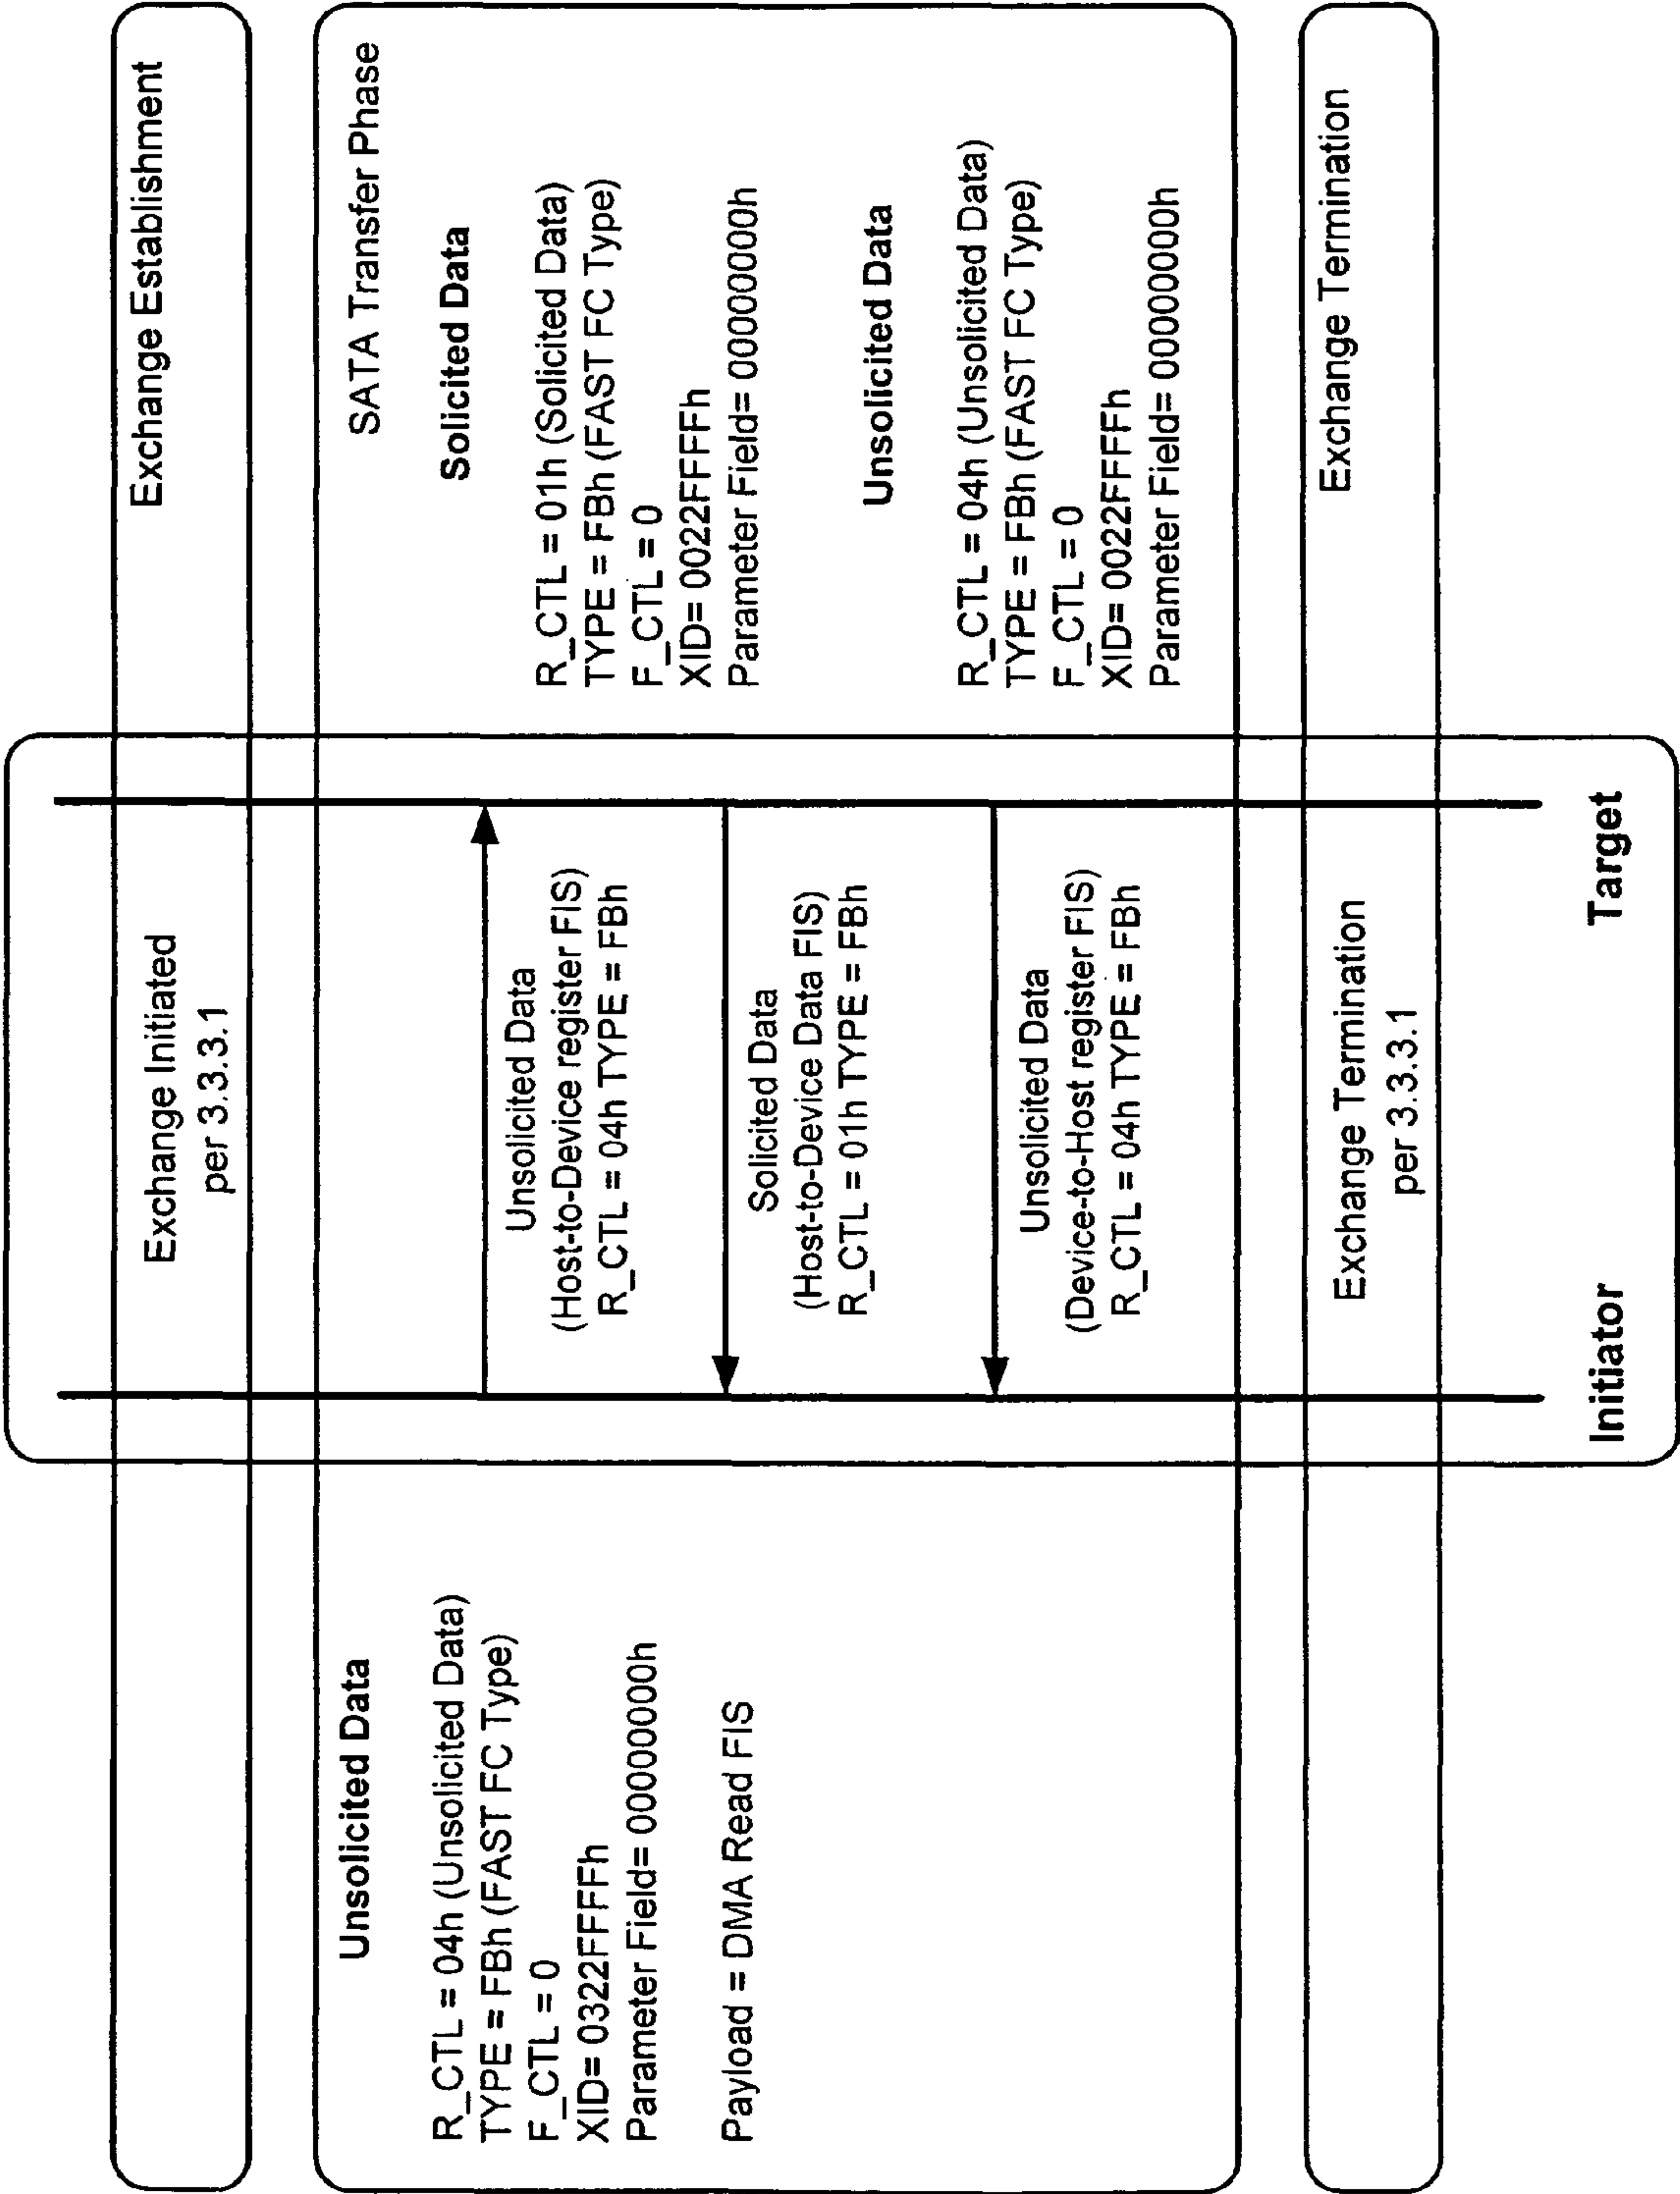 Exchange Establishment
Exchange Initiated
per 3.3.3.1
SATA Transfer Phase
Unsolicited Data
R_CTL = 04h (Unsolicited Data)
TYPE = FBh (FAST FC Type)
F_CTL = 0
XID= 0322FFFFh
Parameter Field= 00000000h
Payload = DMA Read FIS
Unsolicited Data
(Host-to-Device register FIS)
R_CTL = 04h TYPE = FBh
Solicited Data
(Host-to-Device Data FIS)
R_CTL = 01h TYPE = FBh
Unsolicited Data
(Device-to-Host register FIS)
R_CTL = 04h TYPE = FBh
Solicited Data
R_CTL = 01h (Solicited Data)
TYPE = FBh (FAST FC Type)
F_CTL = 0
XID= 0022FFFFh
Parameter Field= 00000000h
Unsolicited Data
R_CTL = 04h (Unsolicited Data)
TYPE = FBh (FAST FC Type)
F_CTL = 0
XID= 0022FFFFh
Parameter Field= 00000000h
Exchange Termination
per 3.3.3.1
Exchange Termination
Initiator
Target